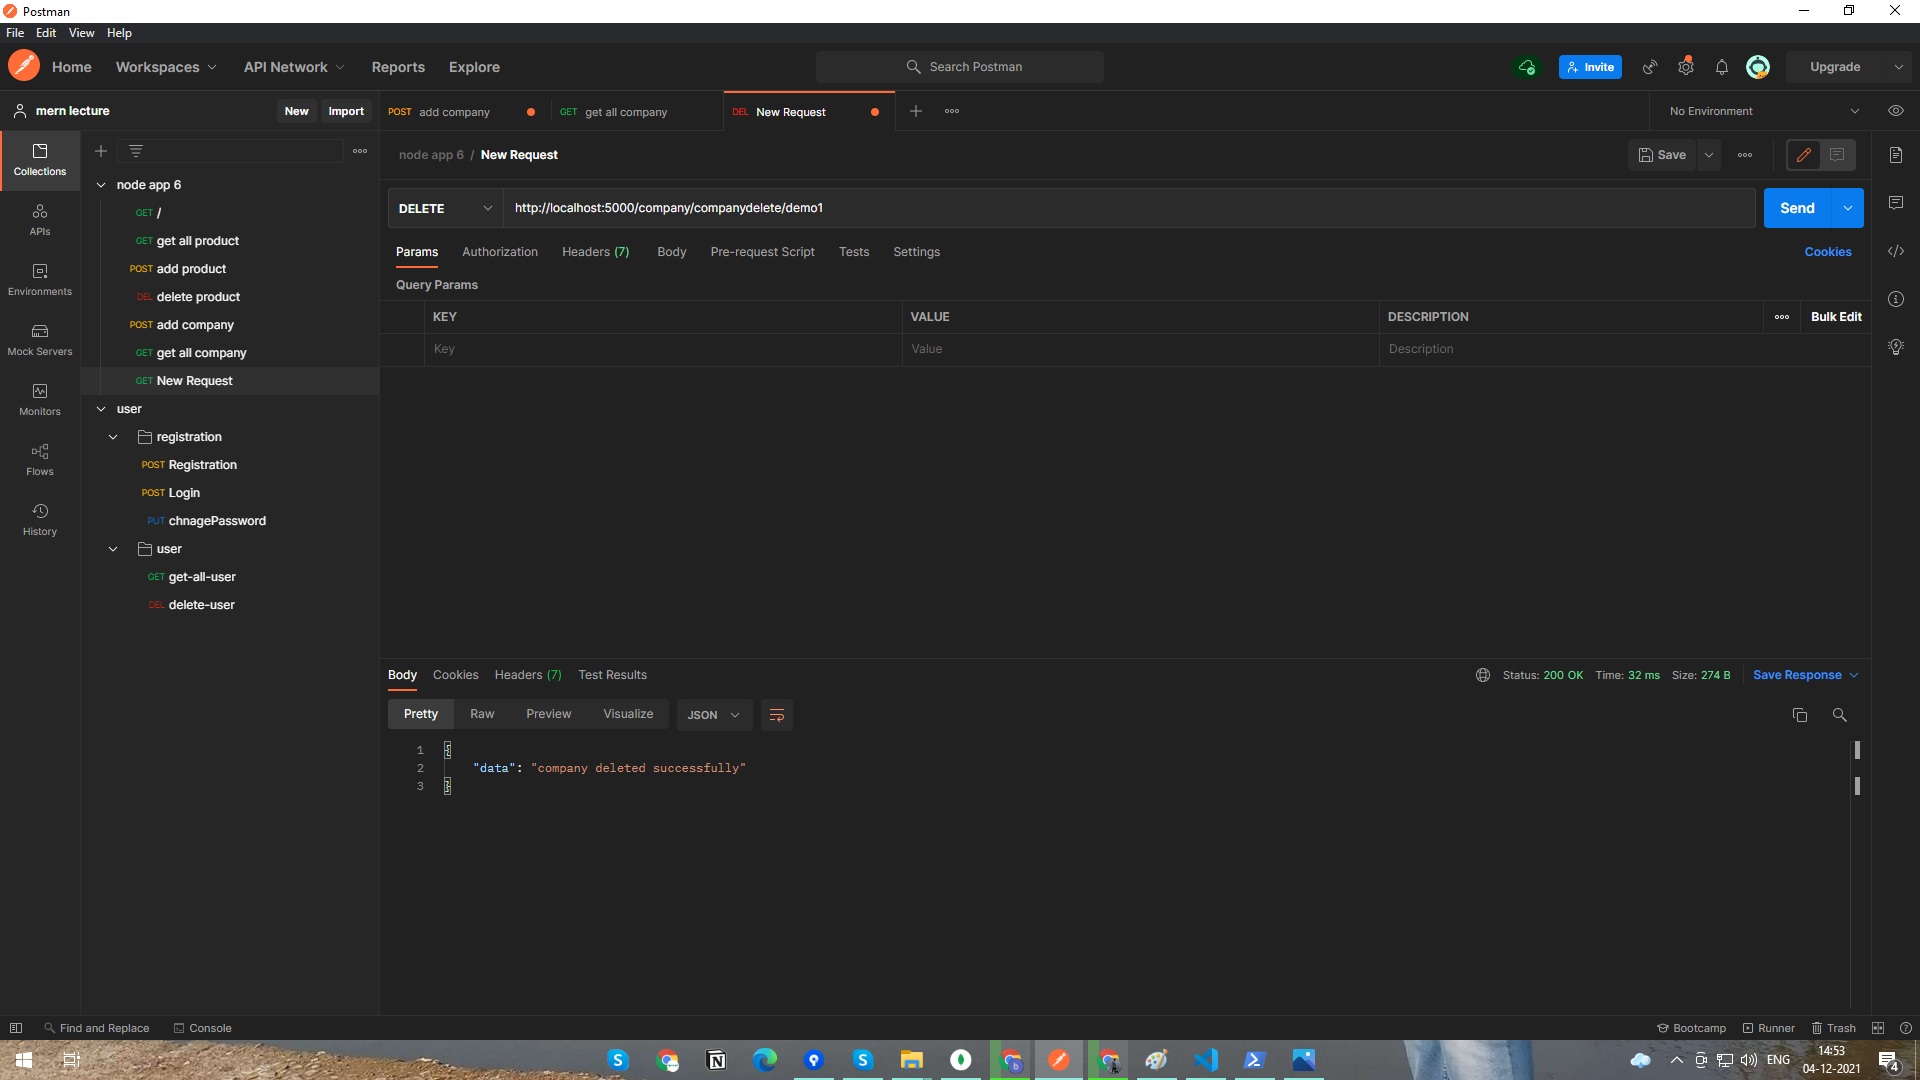 Postman
File Edit View Help
Home Workspaces API Network Reports Explore Search Postman Invite Upgrade
mern lecture New Import
POST add company GET get all company DEL New Request No Environment
node app 6 / New Request Save
DELETE http://localhost:5000/company/companydelete/demo1 Send
Params Authorization Headers (7) Body Pre-request Script Tests Settings Cookies
Query Params
KEY VALUE DESCRIPTION Bulk Edit
Key Value Description
Collections
APIs
Environments
Mock Servers
Monitors
Flows
History
node app 6
GET /
GET get all product
POST add product
DEL delete product
POST add company
GET get all company
GET New Request
user
registration
POST Registration
POST Login
PUT chnagePassword
user
GET get-all-user
DEL delete-user
Body Cookies Headers (7) Test Results Status: 200 OK Time: 32 ms Size: 274 B Save Response
Pretty Raw Preview Visualize JSON
1 {
2 "data": "company deleted successfully"
3 }
Find and Replace Console Bootcamp Runner Trash
ENG 14:53
04-12-2021 4